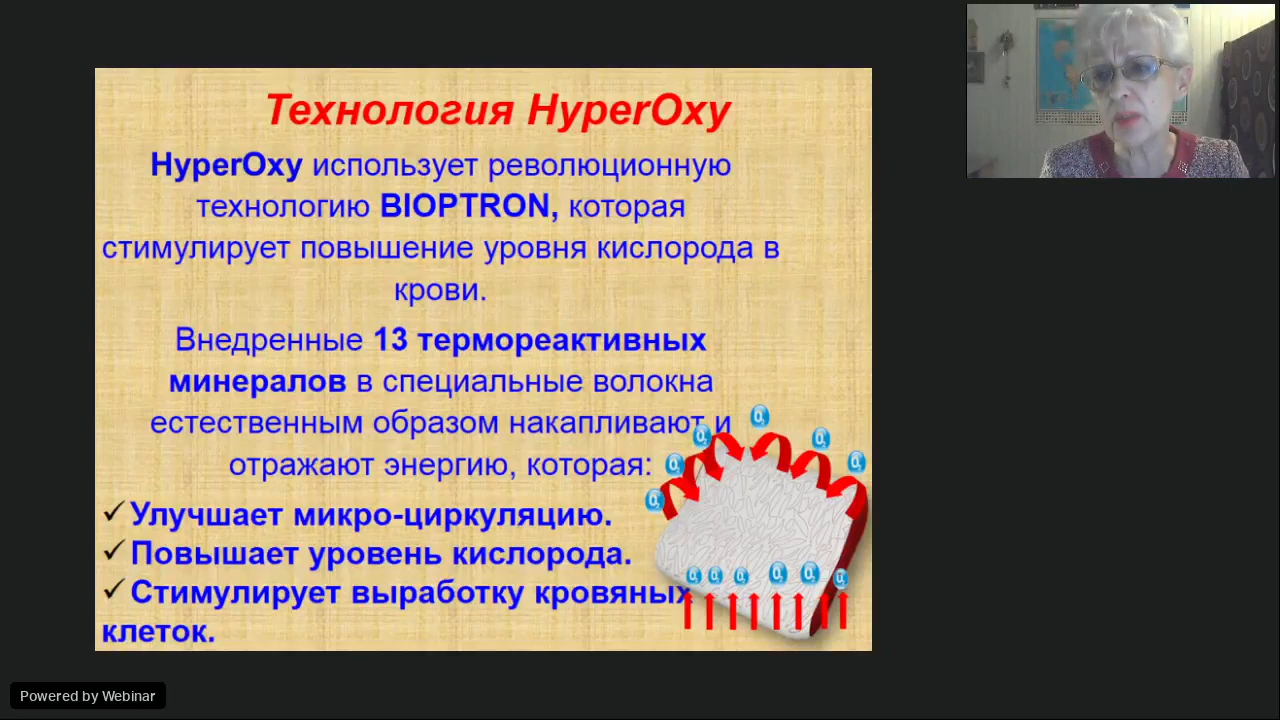 Технология HyperOxy
HyperOxy использует революционную
технологию BIOPTRON, которая
стимулирует повышение уровня кислорода в
крови.
Внедренные 13 термореактивных
минералов в специальные волокна
естественным образом накапливают и
отражают энергию, которая:
✓ Улучшает микро-циркуляцию.
✓ Повышает уровень кислорода.
✓ Стимулирует выработку кровяных
клеток.
Powered by Webinar